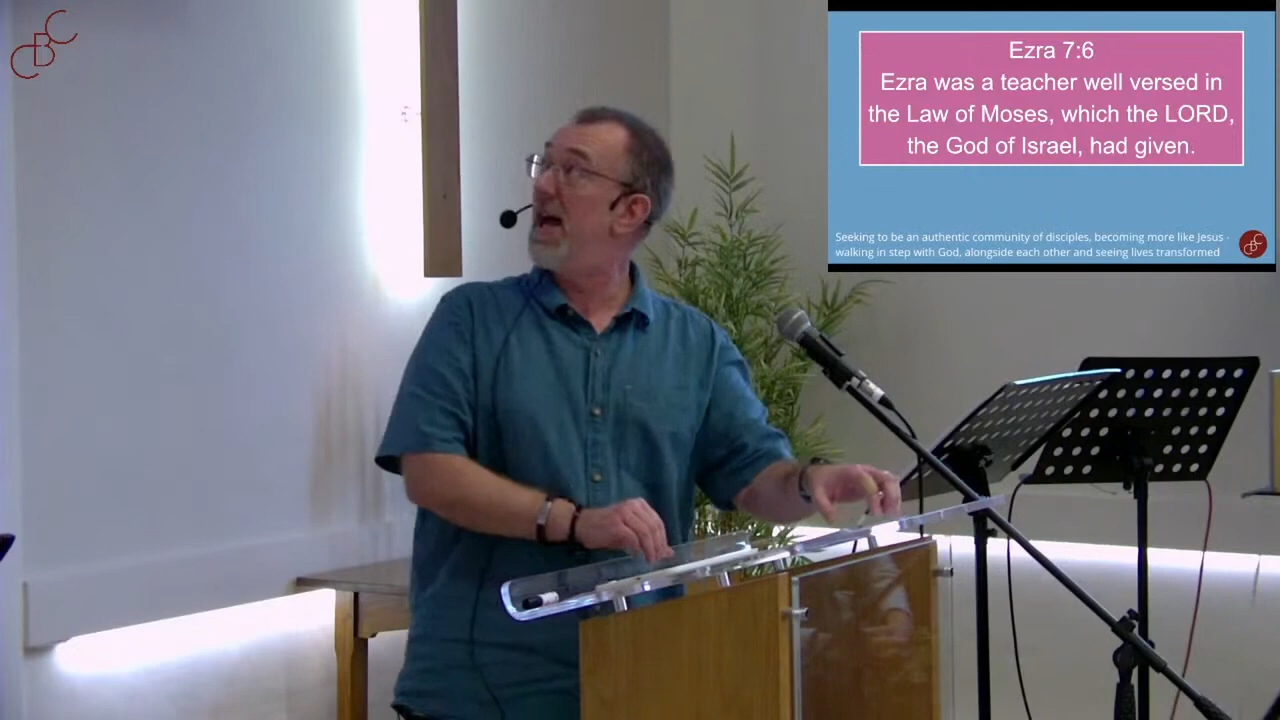 CBC
Ezra 7:6
Ezra was a teacher well versed in
the Law of Moses, which the LORD,
the God of Israel, had given.
Seeking to be an authentic community of disciples, becoming more like Jesus -
walking in step with God, alongside each other and seeing lives transformed
CBC